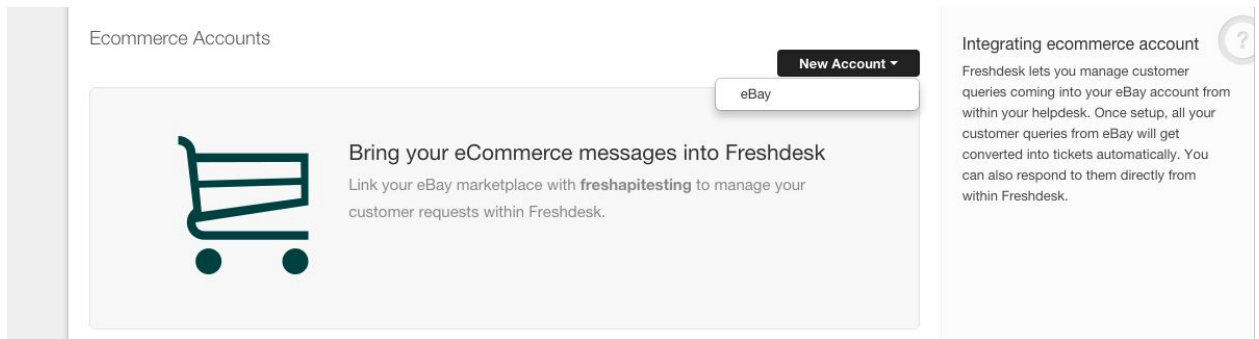 Ecommerce Accounts
New Account
eBay
Bring your eCommerce messages into Freshdesk
Link your eBay marketplace with freshapitesting to manage your
customer requests within Freshdesk.
Integrating ecommerce account
?
Freshdesk lets you manage customer
queries coming into your eBay account from
within your helpdesk. Once setup, all your
customer queries from eBay will get
converted into tickets automatically. You
can also respond to them directly from
within Freshdesk.